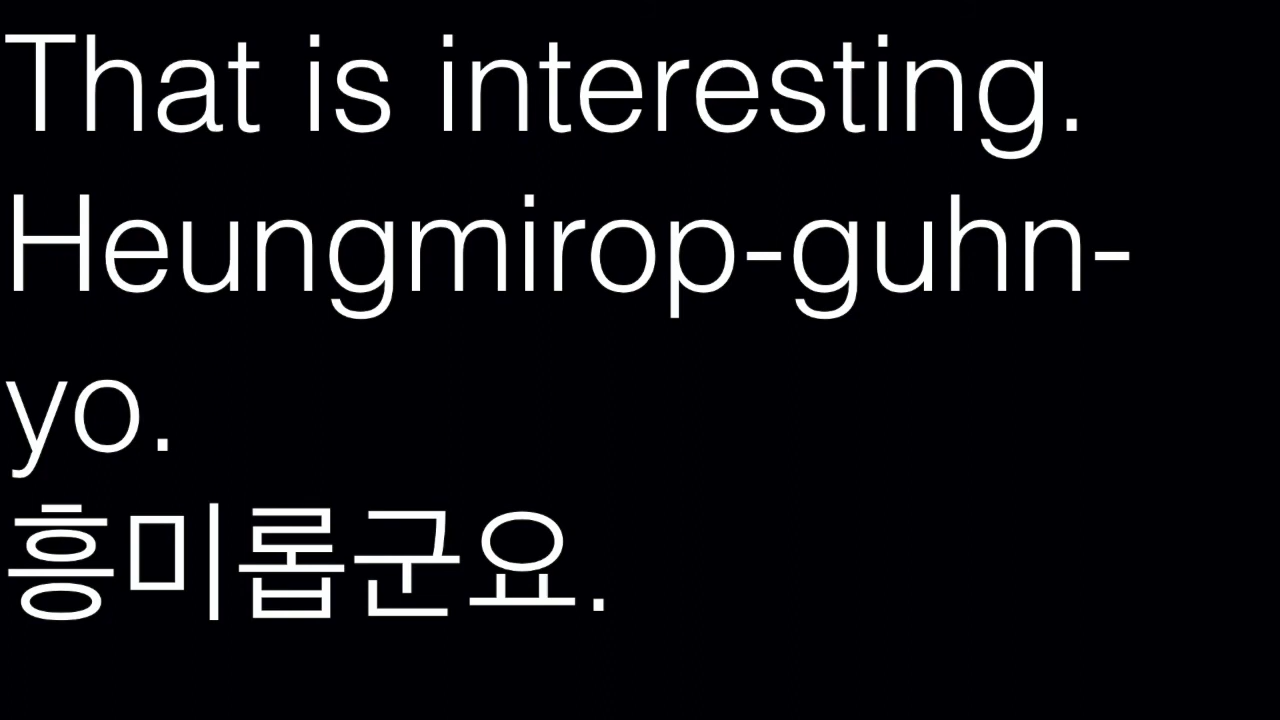 That is interesting.
Heungmirop-guhn-
yo.
흥미롭군요.